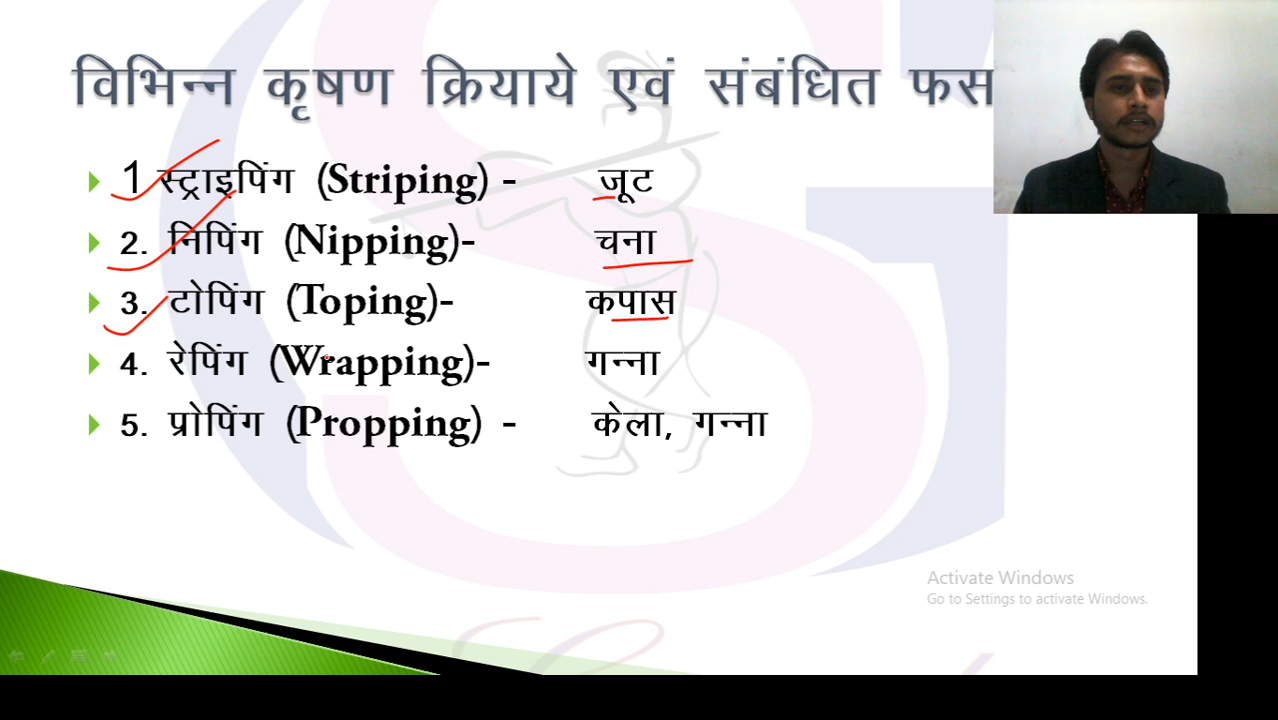 विभिन्न कृषण क्रियाये एवं संबंधित फस
1 स्ट्राइपिंग (Striping) - जूट
2. निपिंग (Nipping)- चना
3. टोपिंग (Toping)- कपास
4. रेपिंग (Wrapping)- गन्ना
5. प्रोपिंग (Propping) - केला, गन्ना
Activate Windows
Go to Settings to activate Windows.